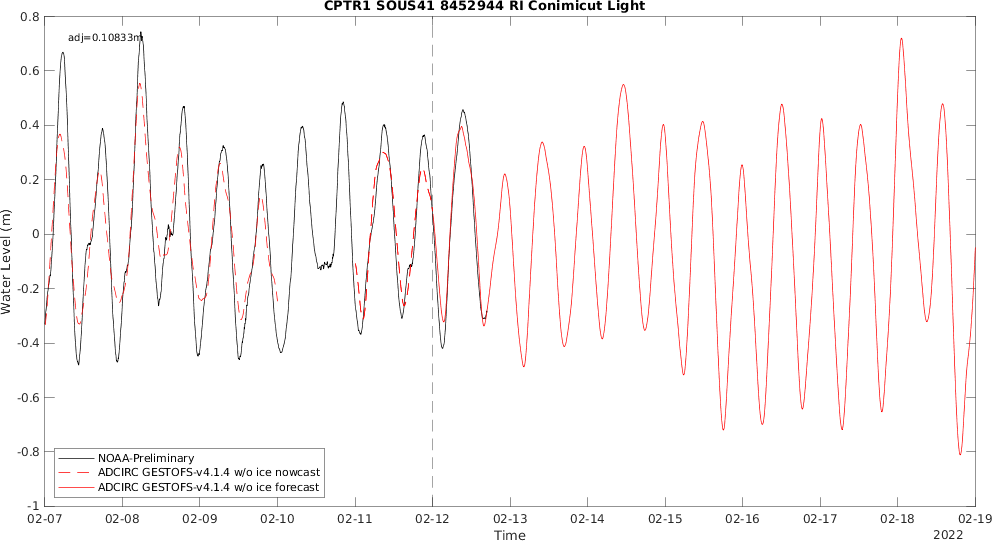 CPTR1 SOUS41 8452944 RI Conimicut Light
adj=0.10833m
0.8
0.6
0.4
0.2
0
-0.2
-0.4
-0.6
-0.8
-1
Water Level (m)
NOAA-Preliminary
ADCIRC GESTOFS-v4.1.4 w/o ice nowcast
ADCIRC GESTOFS-v4.1.4 w/o ice forecast
02-07 02-08 02-09 02-10 02-11 02-12 02-13 02-14 02-15 02-16 02-17 02-18 02-19
Time
2022